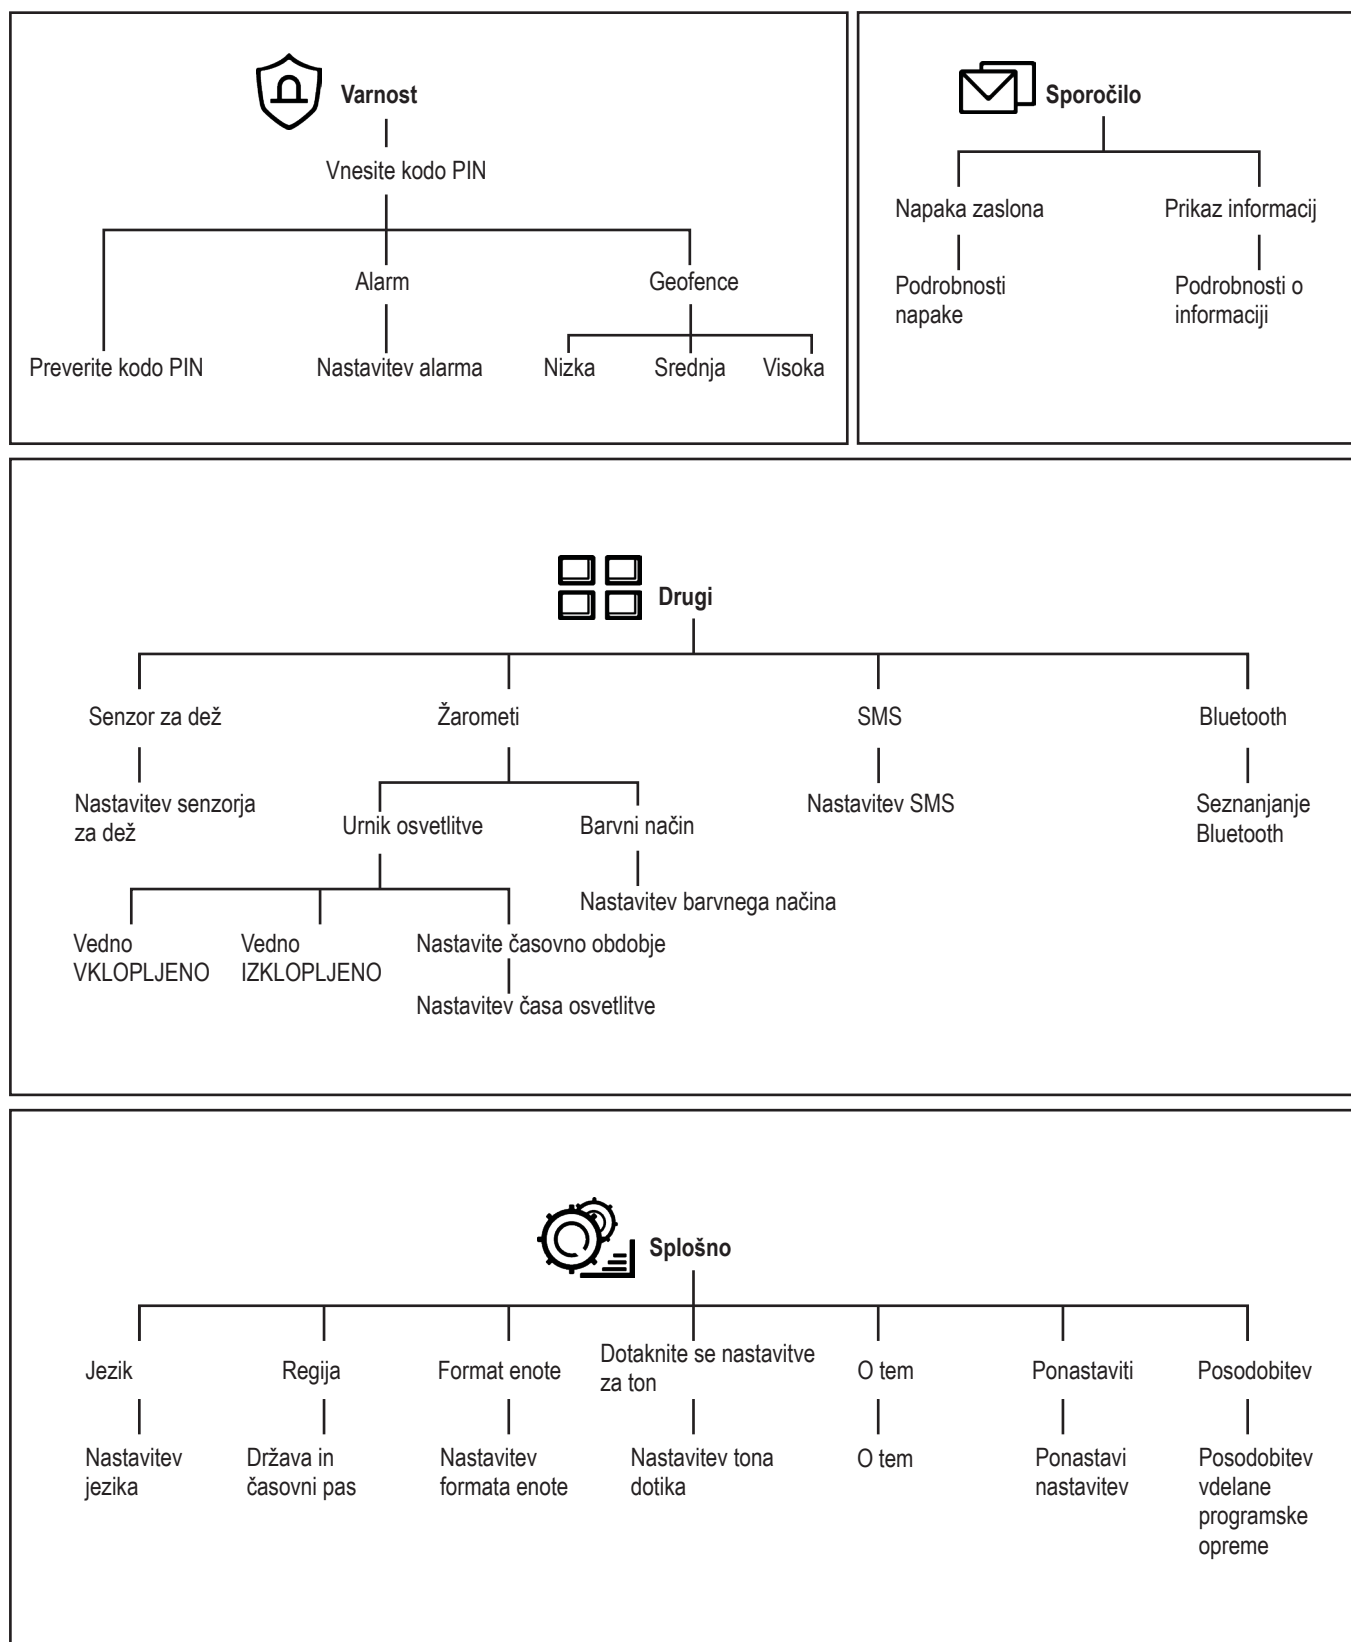 Varnost
Vnesite kodo PIN
Alarm
Geofence
Preverite kodo PIN
Nastavitev alarma
Nizka
Srednja
Visoka
Sporočilo
Napaka zaslona
Prikaz informacij
Podrobnosti
napake
Podrobnosti o
informaciji
Drugi
Senzor za dež
Žarometi
SMS
Bluetooth
Nastavitev senzorja
za dež
Urnik osvetlitve
Barvni način
Nastavitev SMS
Seznanjanje
Bluetooth
Nastavitev barvnega načina
Vedno
VKLOPLJENO
Vedno
IZKLOPLJENO
Nastavite časovno obdobje
Nastavitev časa osvetlitve
Splošno
Jezik
Regija
Format enote
Dotaknite se nastavitve
za ton
O tem
Ponastaviti
Posodobitev
Nastavitev
jezika
Država in
časovni pas
Nastavitev
formata enote
Nastavitev tona
dotika
O tem
Ponastavi
nastavitev
Posodobitev
vdelane
programske
opreme